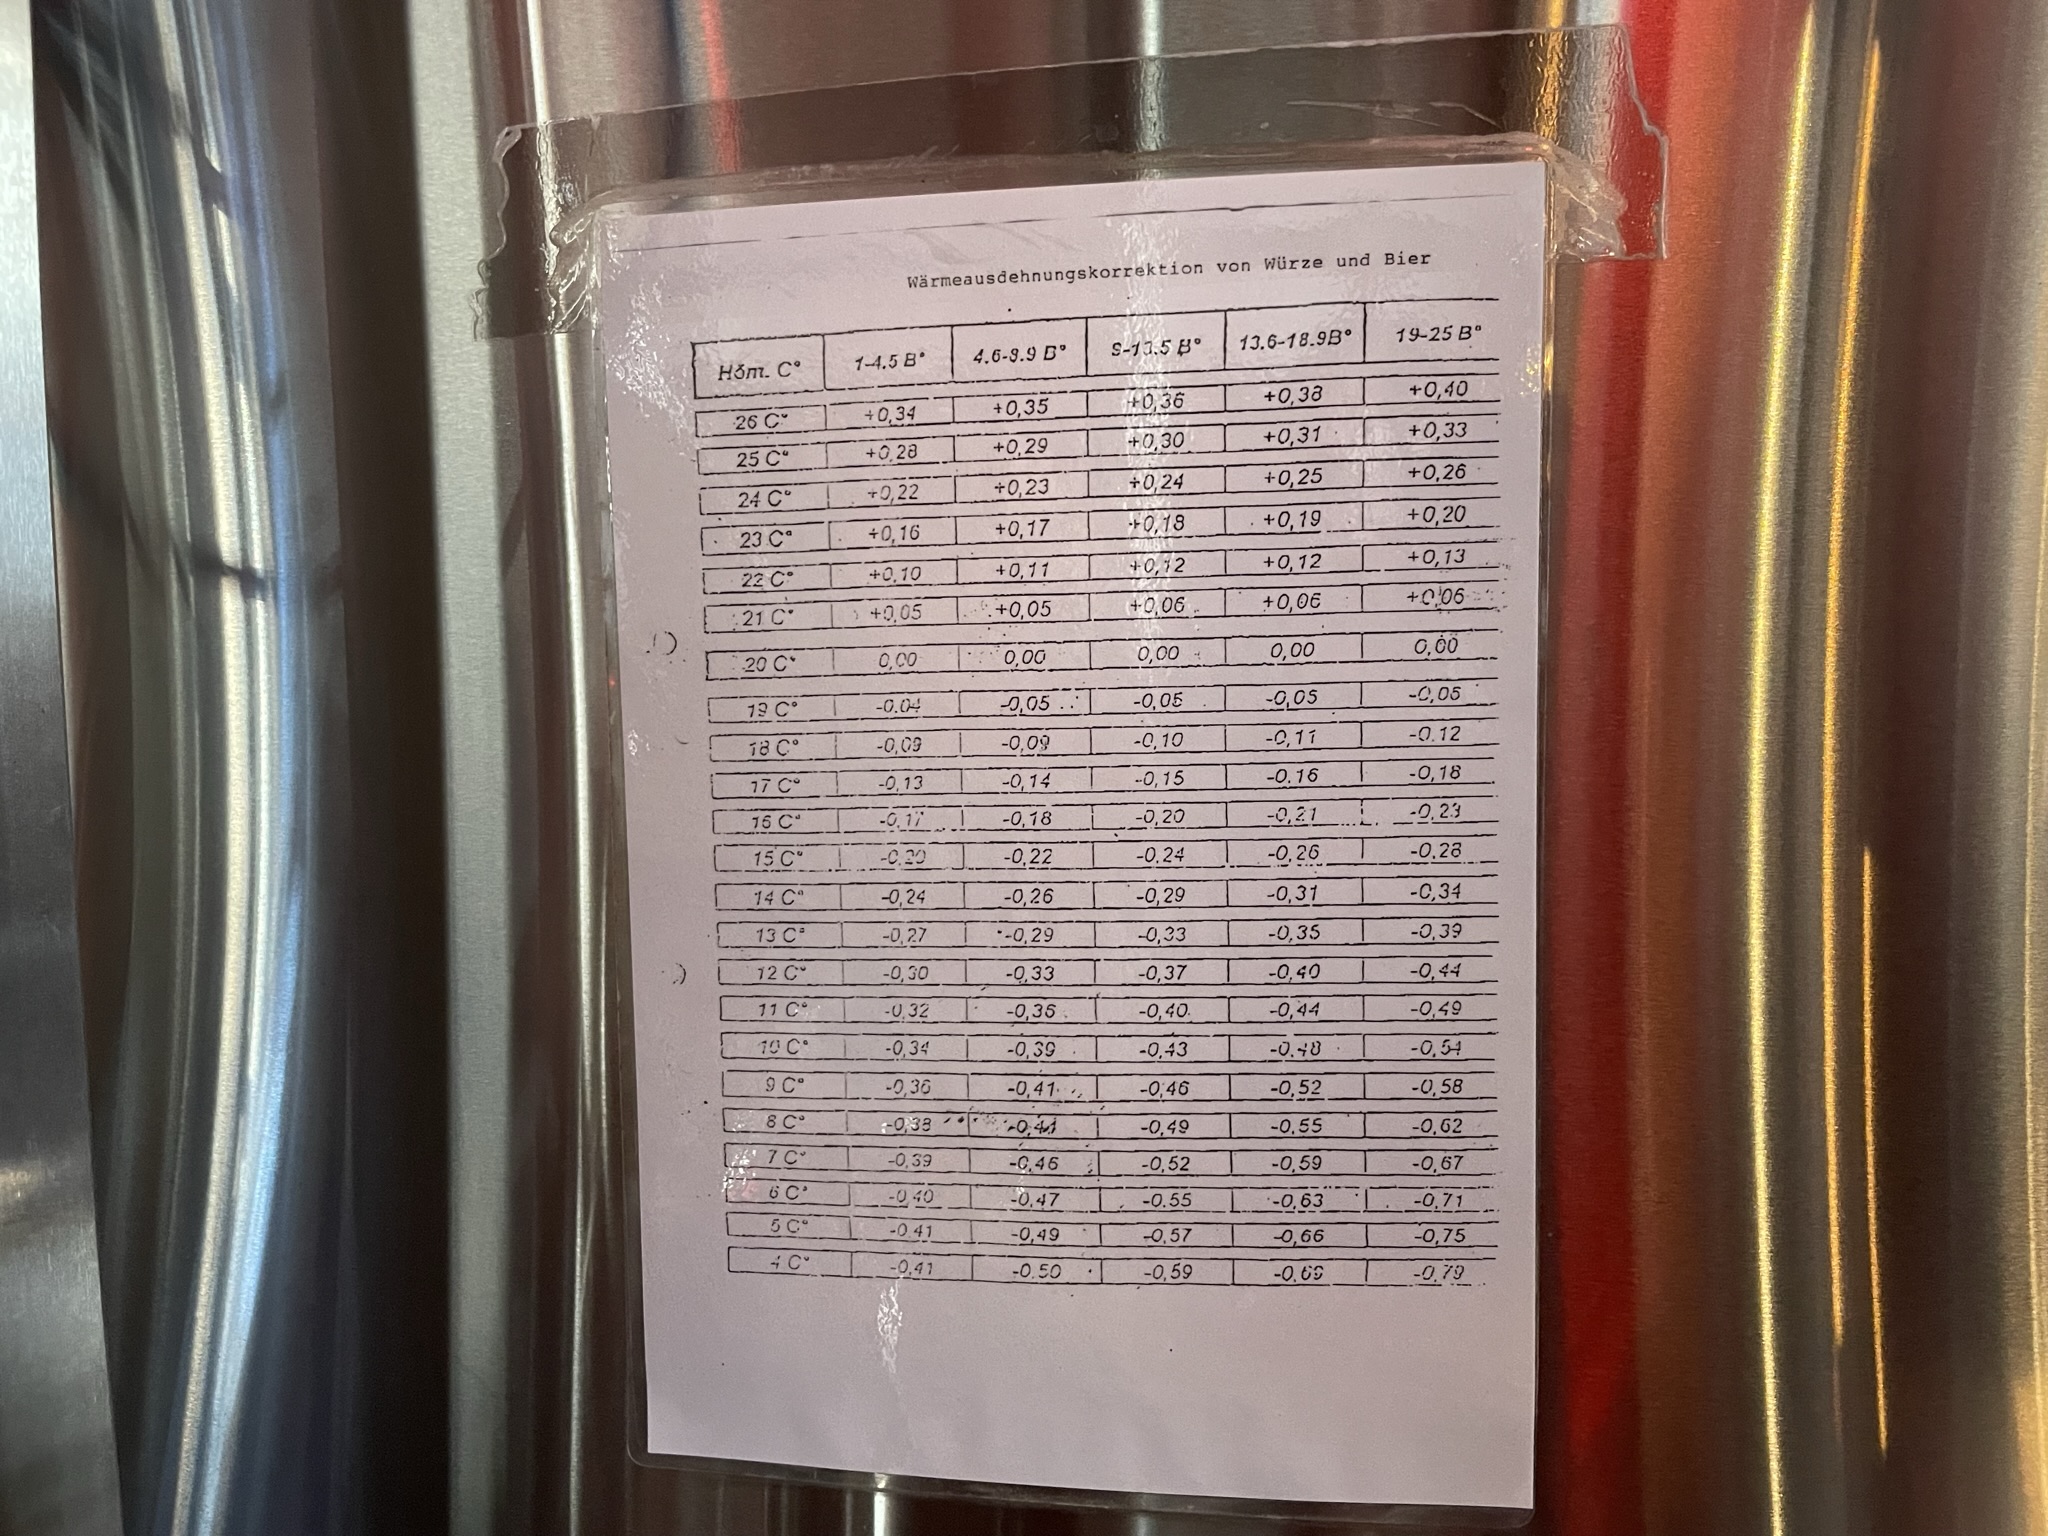 Wärmeausdehnungskorrektion von Würze und Bier
Hőm. C° 1-4.5 B° 4.6-8.9 B° 9-13.5 B° 13.6-18.9B° 19-25 B°
26 C° +0,34 +0,35 +0,36 +0,38 +0,40
25 C° +0,28 +0,29 +0,30 +0,31 +0,33
24 C° +0,22 +0,23 +0,24 +0,25 +0,26
23 C° +0,16 +0,17 +0,18 +0,19 +0,20
22 C° +0,10 +0,11 +0,12 +0,12 +0,13
21 C° +0,05 +0,05 +0,06 +0,06 +0,06
20 C° 0,00 0,00 0,00 0,00 0,00
19 C° -0.04 -0,05 -0,05 -0,05 -0,05
18 C° -0,09 -0,09 -0,10 -0,11 -0.12
17 C° -0,13 -0,14 -0,15 -0.16 -0,18
16 C° -0,17 -0,18 -0,20 -0,21 -0,23
15 C° -0.20 -0,22 -0.24 -0,26 -0,28
14 C° -0,24 -0,26 -0,29 -0,31 -0,34
13 C° -0,27 -0,29 -0,33 -0,35 -0,39
12 C° -0,30 -0,33 -0,37 -0,40 -0,44
11 C° -0,32 -0,36 -0,40 -0,44 -0,49
10 C° -0,34 -0,39 -0,43 -0.48 -0,54
9 C° -0,36 -0,41 -0,46 -0,52 -0,58
8 C° -0,38 -0,44 -0,49 -0,55 -0,62
7 C° -0,39 -0,46 -0,52 -0,59 -0,67
6 C° -0,40 -0,47 -0.55 -0,63 -0,71
5 C° -0,41 -0,49 -0,57 -0,66 -0,75
4 C° -0,41 -0.50 -0,59 -0.69 -0,79